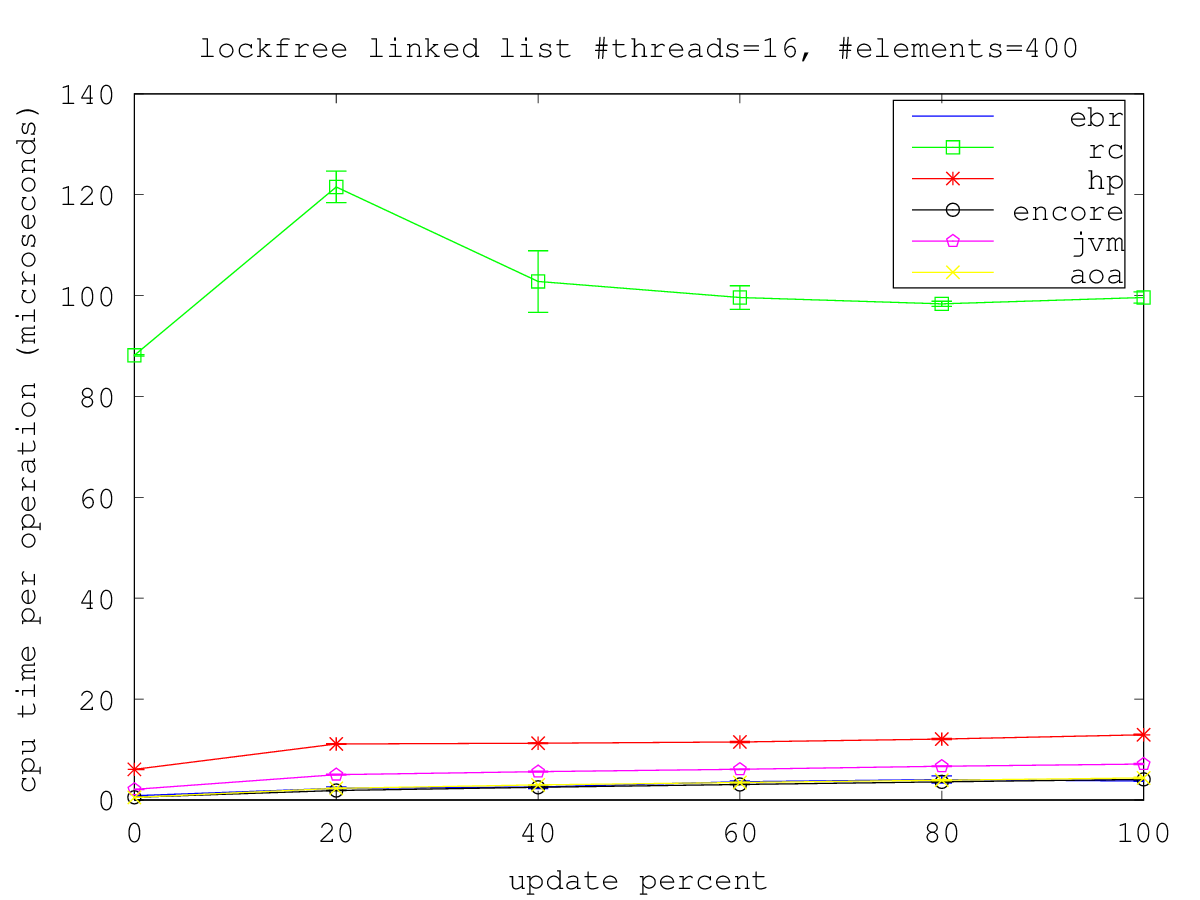 lockfree linked list #threads=16, #elements=400
cpu time per operation (microseconds)
140
120
100
80
60
40
20
0
ebr
rc
hp
encore
jvm
aoa
0 20 40 60 80 100
update percent